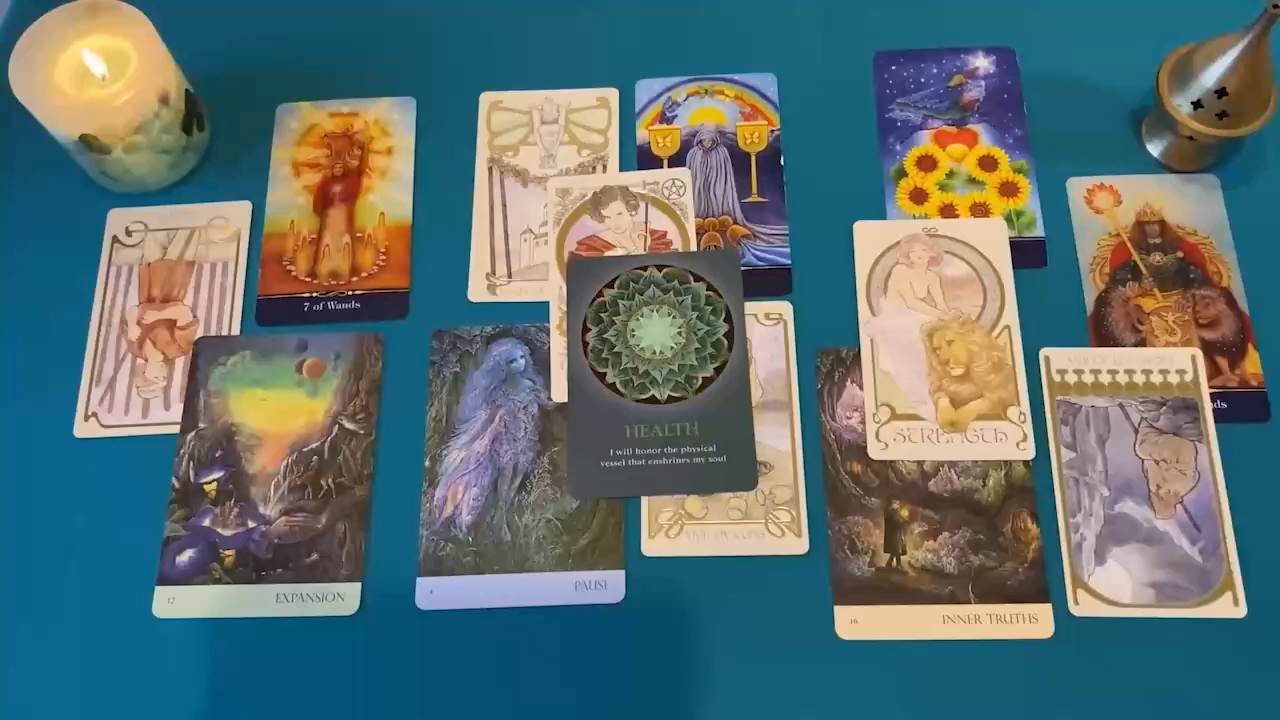 7 of Wands
HEALTH
I will honor the physical
vessel that enshrines my soul
STRENGTH
12
EXPANSION
PAUSE
16
INNER TRUTHS